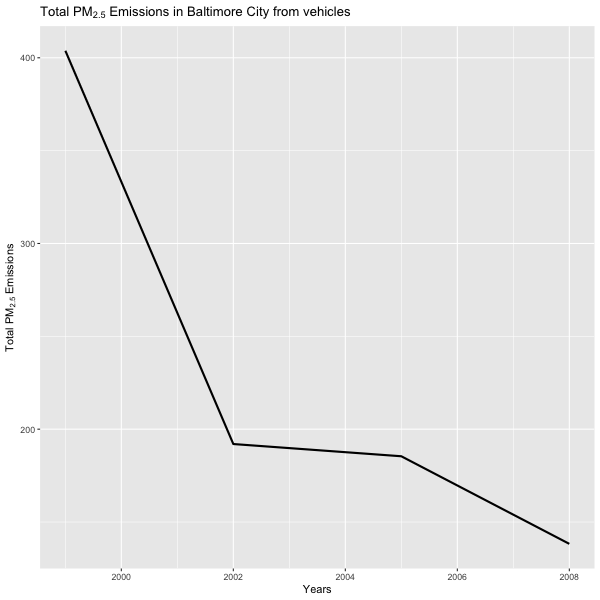 Total PM2.5 Emissions in Baltimore City from vehicles
Total PM2.5 Emissions
400
300
200
2000 2002 2004 2006 2008
Years